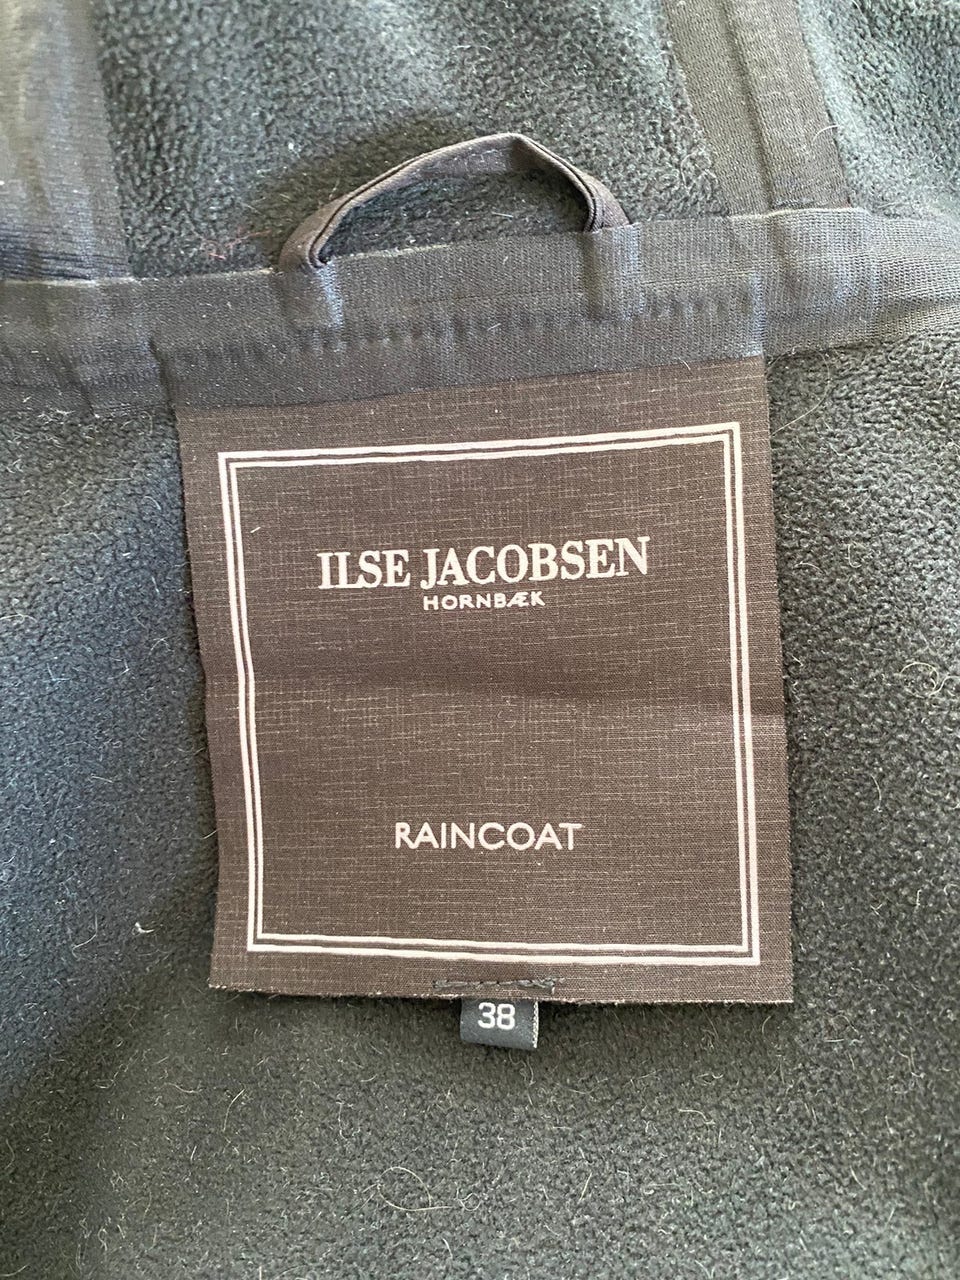 ILSE JACOBSEN
HORNBÆK
RAINCOAT
38